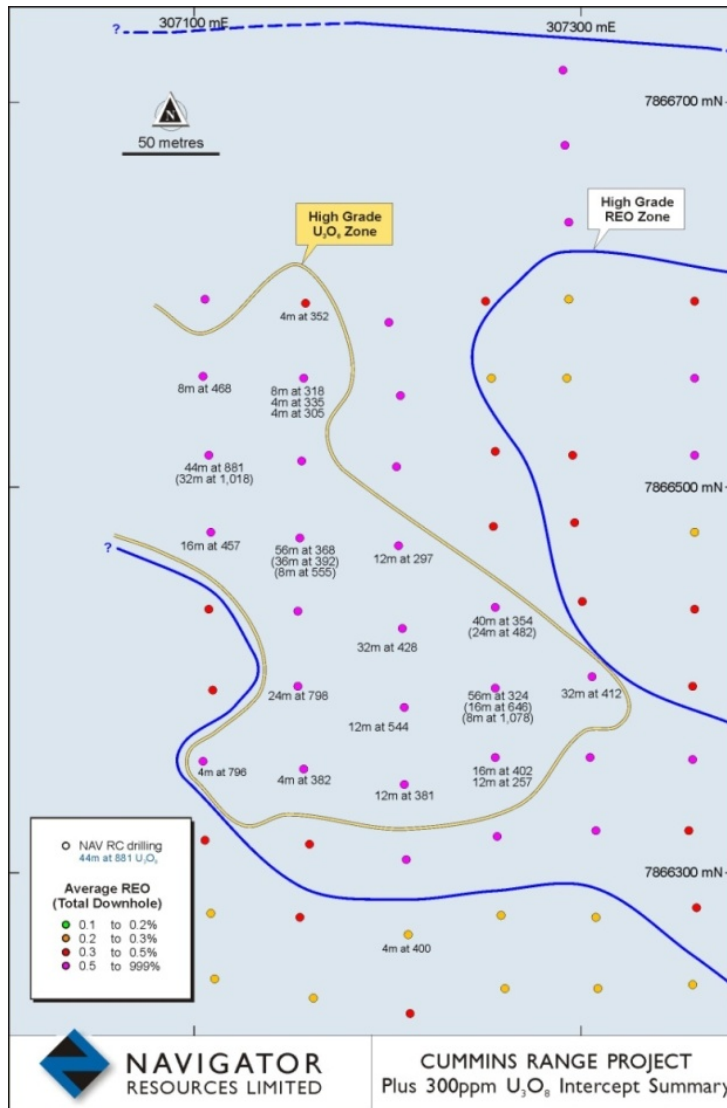 307100 mE
307300 mE
?
7866700 mN
N
50 metres
High Grade
U₃O₈ Zone
High Grade
REO Zone
4m at 352
8m at 468
8m at 318
4m at 335
4m at 305
44m at 881
(32m at 1,018)
7866500 mN
16m at 457
56m at 368
(36m at 392)
(8m at 555)
12m at 297
?
40m at 354
(24m at 482)
32m at 428
24m at 798
56m at 324
(16m at 646)
(8m at 1,078)
32m at 412
12m at 544
4m at 796
4m at 382
16m at 402
12m at 257
12m at 381
7866300 mN
4m at 400
NAV RC drilling
44m at 881 U₃O₈
Average REO
(Total Downhole)
0.1 to 0.2%
0.2 to 0.3%
0.3 to 0.5%
0.5 to 999%
NAVIGATOR
RESOURCES LIMITED
CUMMINS RANGE PROJECT
Plus 300ppm U₃O₈ Intercept Summary